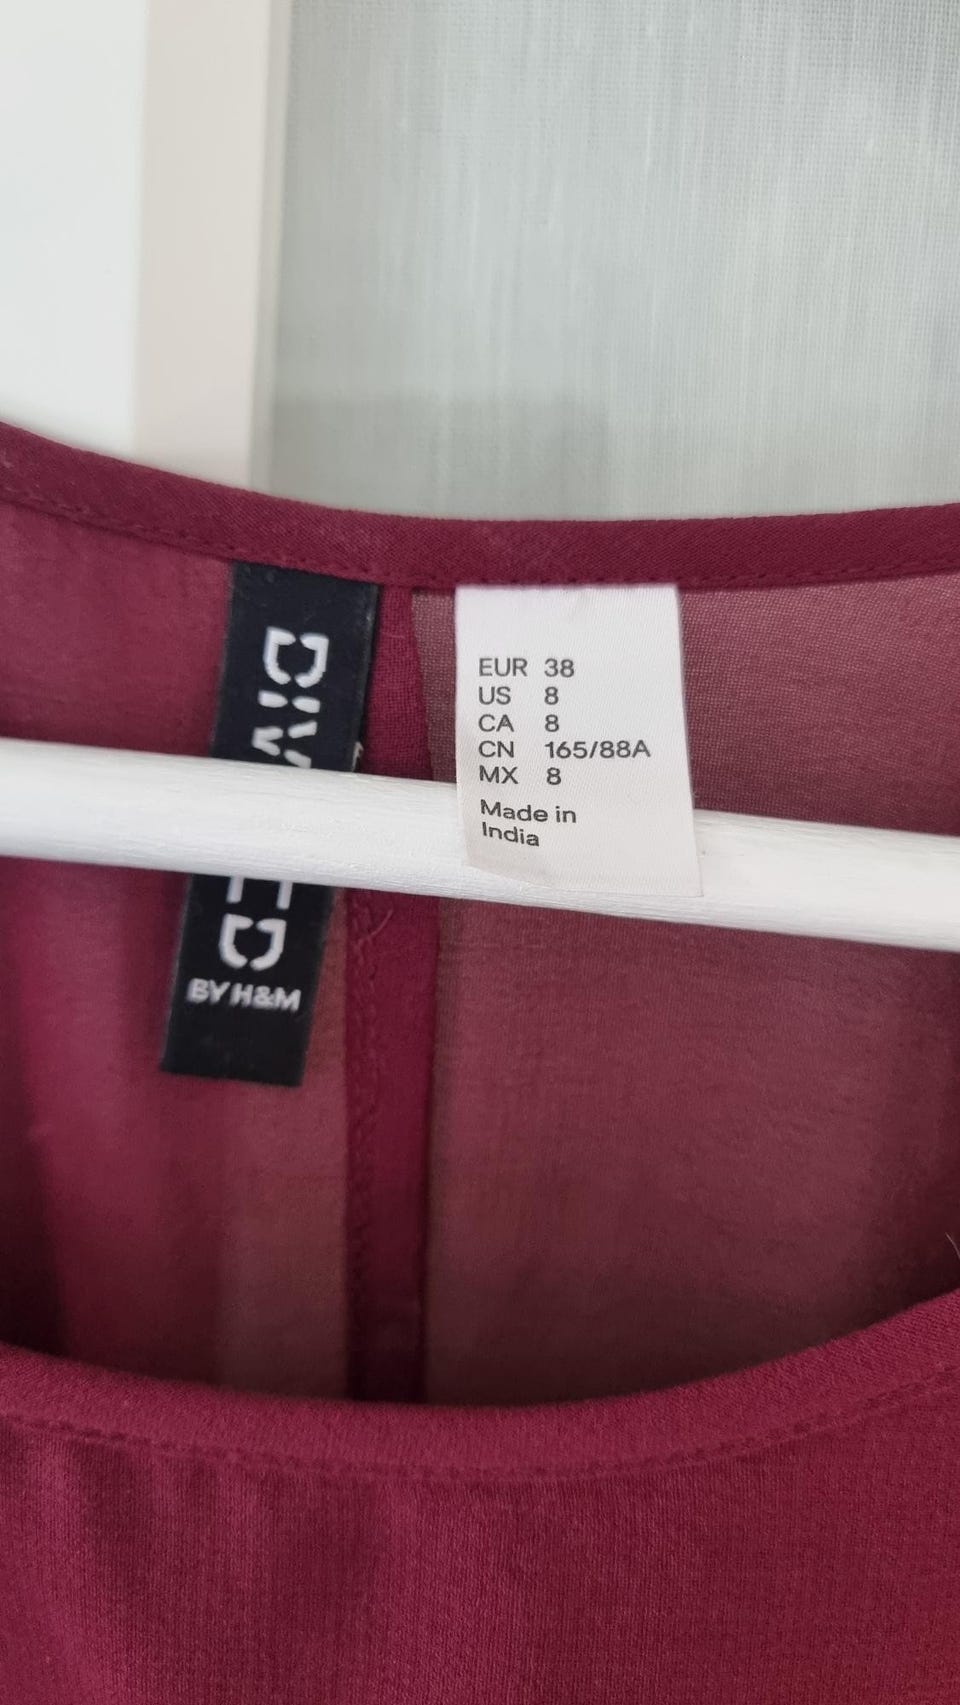 BY H&M
EUR 38
US 8
CA 8
CN 165/88A
MX 8
Made in
India